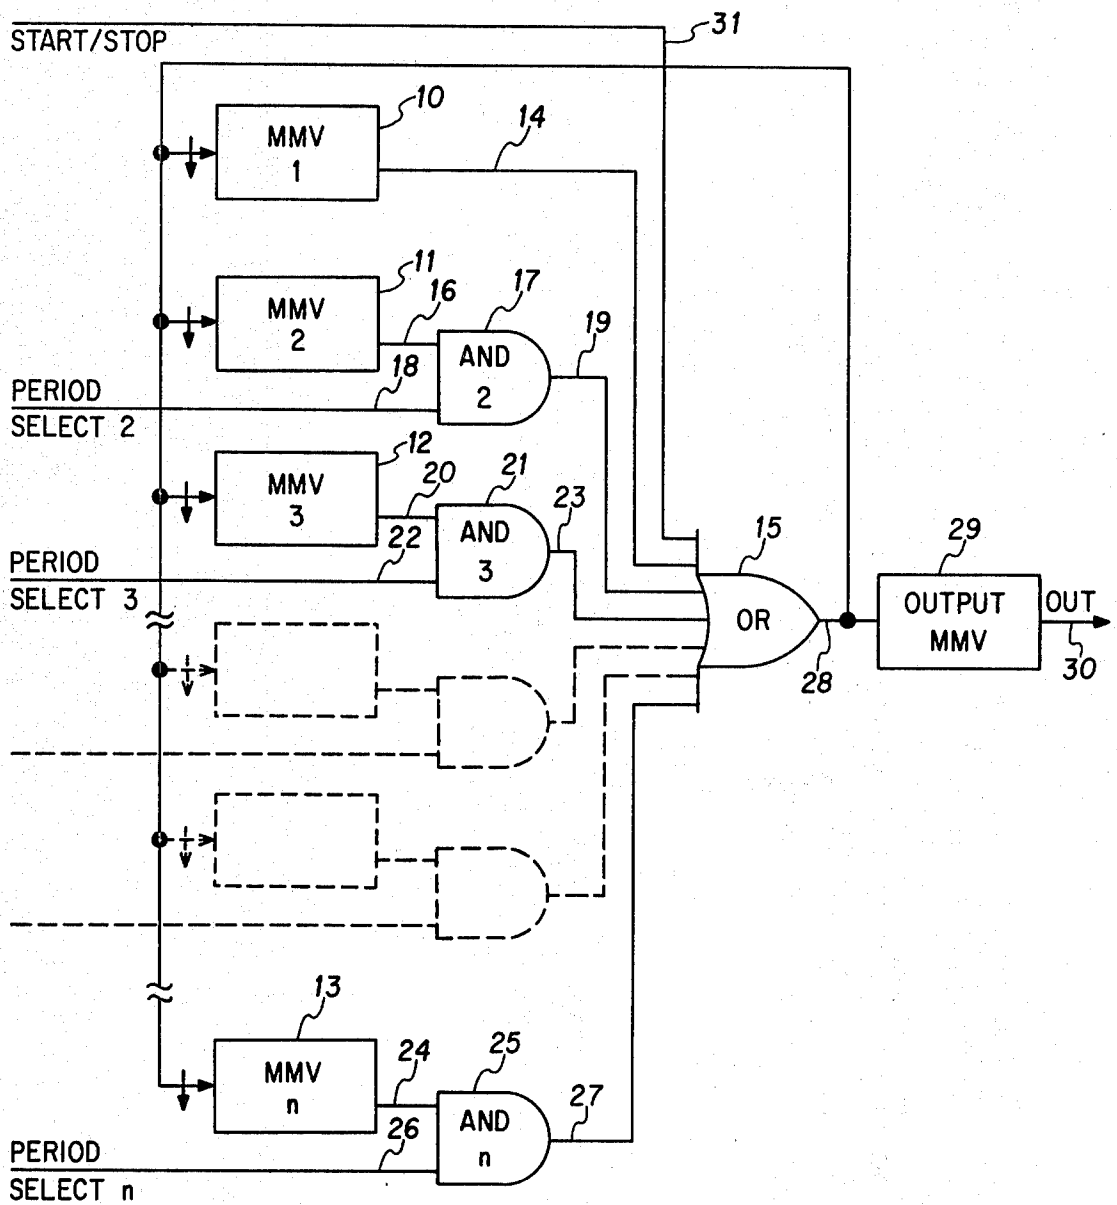 31
START/STOP
10
14
MMV
1
11
16
17
19
MMV
2
AND
2
18
PERIOD
SELECT 2
12
20
21
23
MMV
3
AND
3
22
PERIOD
SELECT 3
15
29
OR
OUTPUT
MMV
OUT
28
30
13
24
25
27
MMV
n
AND
n
26
PERIOD
SELECT n